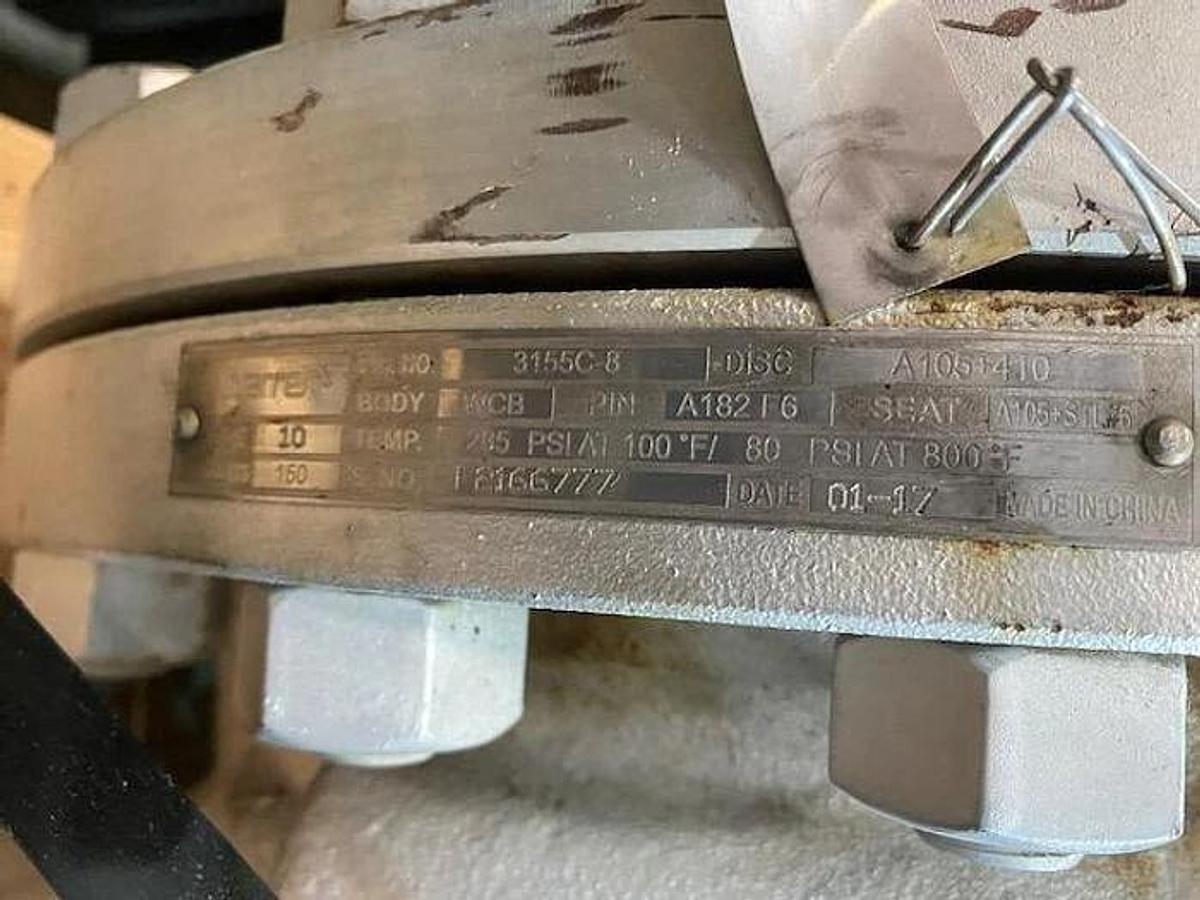 NO. 3155C-8 DISC A105+410
BODY WCB PIN A182 F6 SEAT A105+STL#6
10 TEMP. 285 PSI AT 100°F/ 80 PSI AT 800°F
150 S. NO. DATE 01-17 MADE IN CHINA